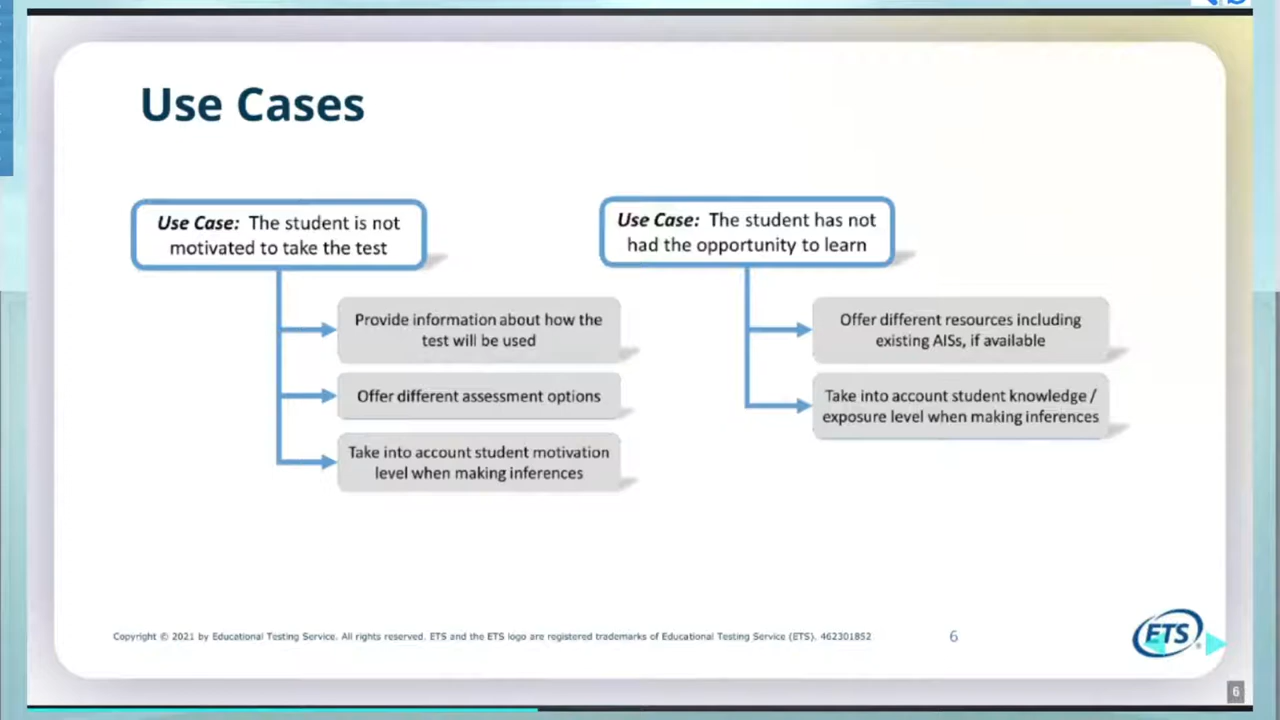 Use Cases
Use Case: The student is not
motivated to take the test
Provide information about how the
test will be used
Offer different assessment options
Take into account student motivation
level when making inferences
Use Case: The student has not
had the opportunity to learn
Offer different resources including
existing AISs, if available
Take into account student knowledge /
exposure level when making inferences
Copyright © 2021 by Educational Testing Service. All rights reserved. ETS and the ETS logo are registered trademarks of Educational Testing Service (ETS). 462301852
6
ETS
6